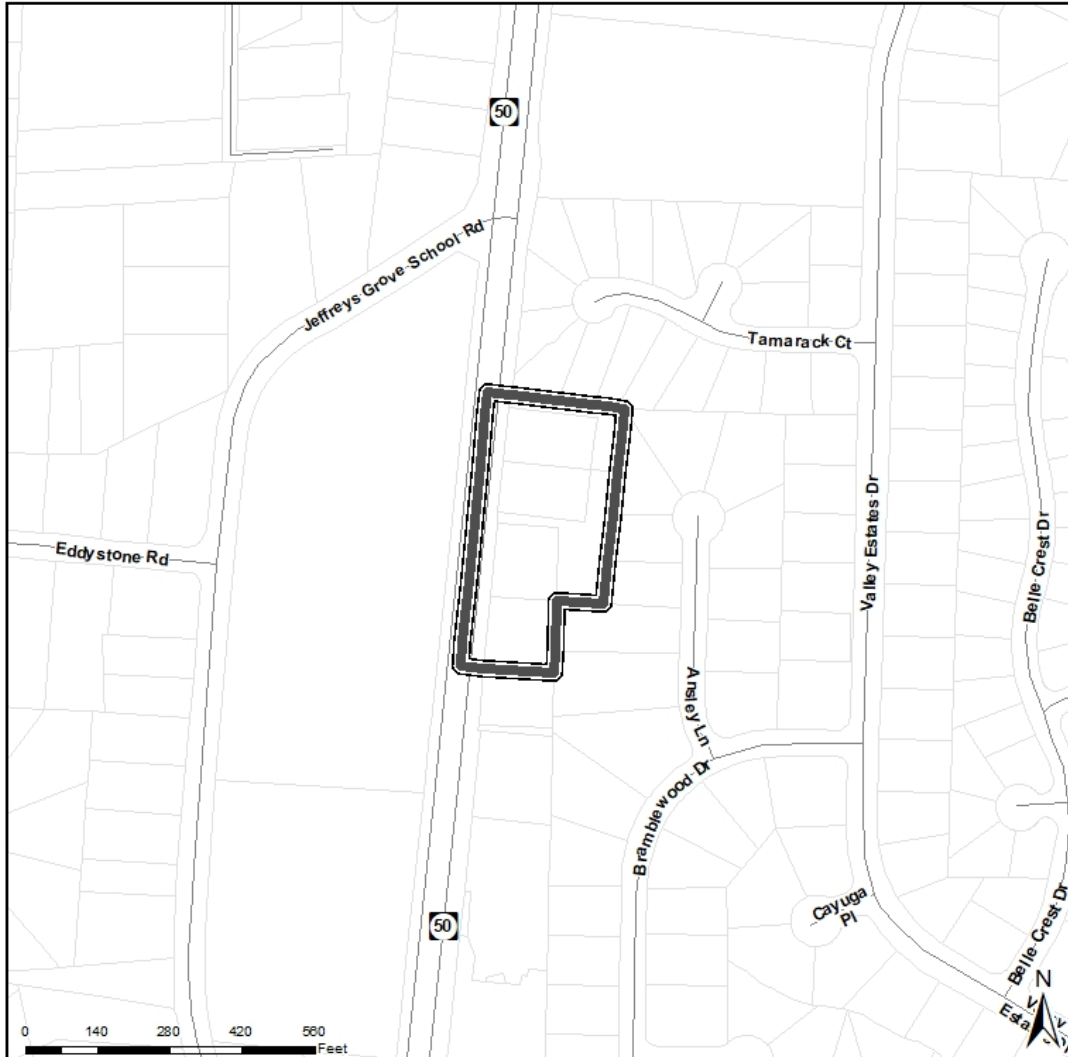 50
Jeffreys Grove School Rd
Tamarack Ct
Eddystone Rd
Valley Estates Dr
Belle Crest Dr
Ansley Ln
Bramblewood Dr
Cayuga
Pl
50
Belle Crest Dr
N
0 140 280 420 560
Feet